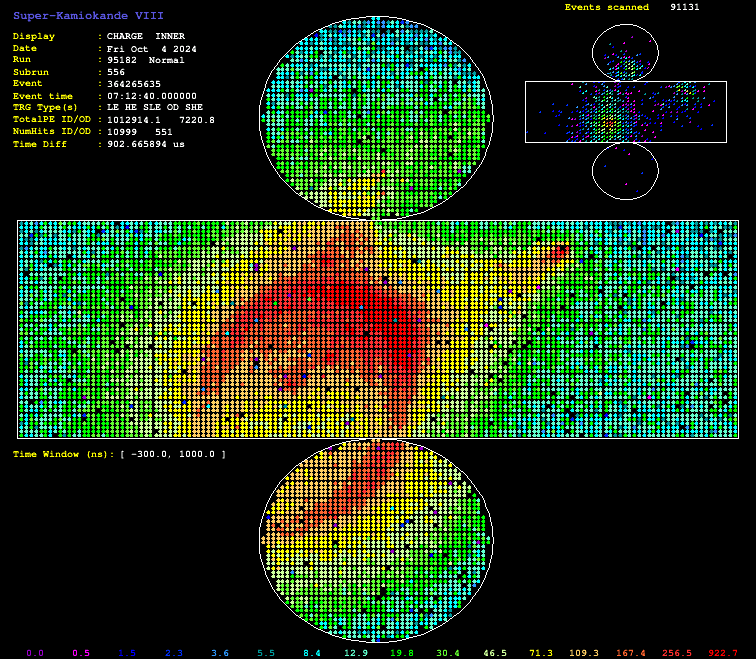 Super-Kamiokande VIII
Events scanned 91131
Display : CHARGE INNER
Date : Fri Oct 4 2024
Run : 95182 Normal
Subrun : 556
Event : 364265635
Event time : 07:12:40.000000
TRG Type(s) : LE HE SLE OD SHE
TotalPE ID/OD : 1012914.1 7220.8
NumHits ID/OD : 10999 551
Time Diff : 902.665894 us
Time Window (ns): [ -300.0, 1000.0 ]
0.0 0.5 1.5 2.3 3.6 5.5 8.4 12.9 19.8 30.4 46.5 71.3 109.3 167.4 256.5 922.7